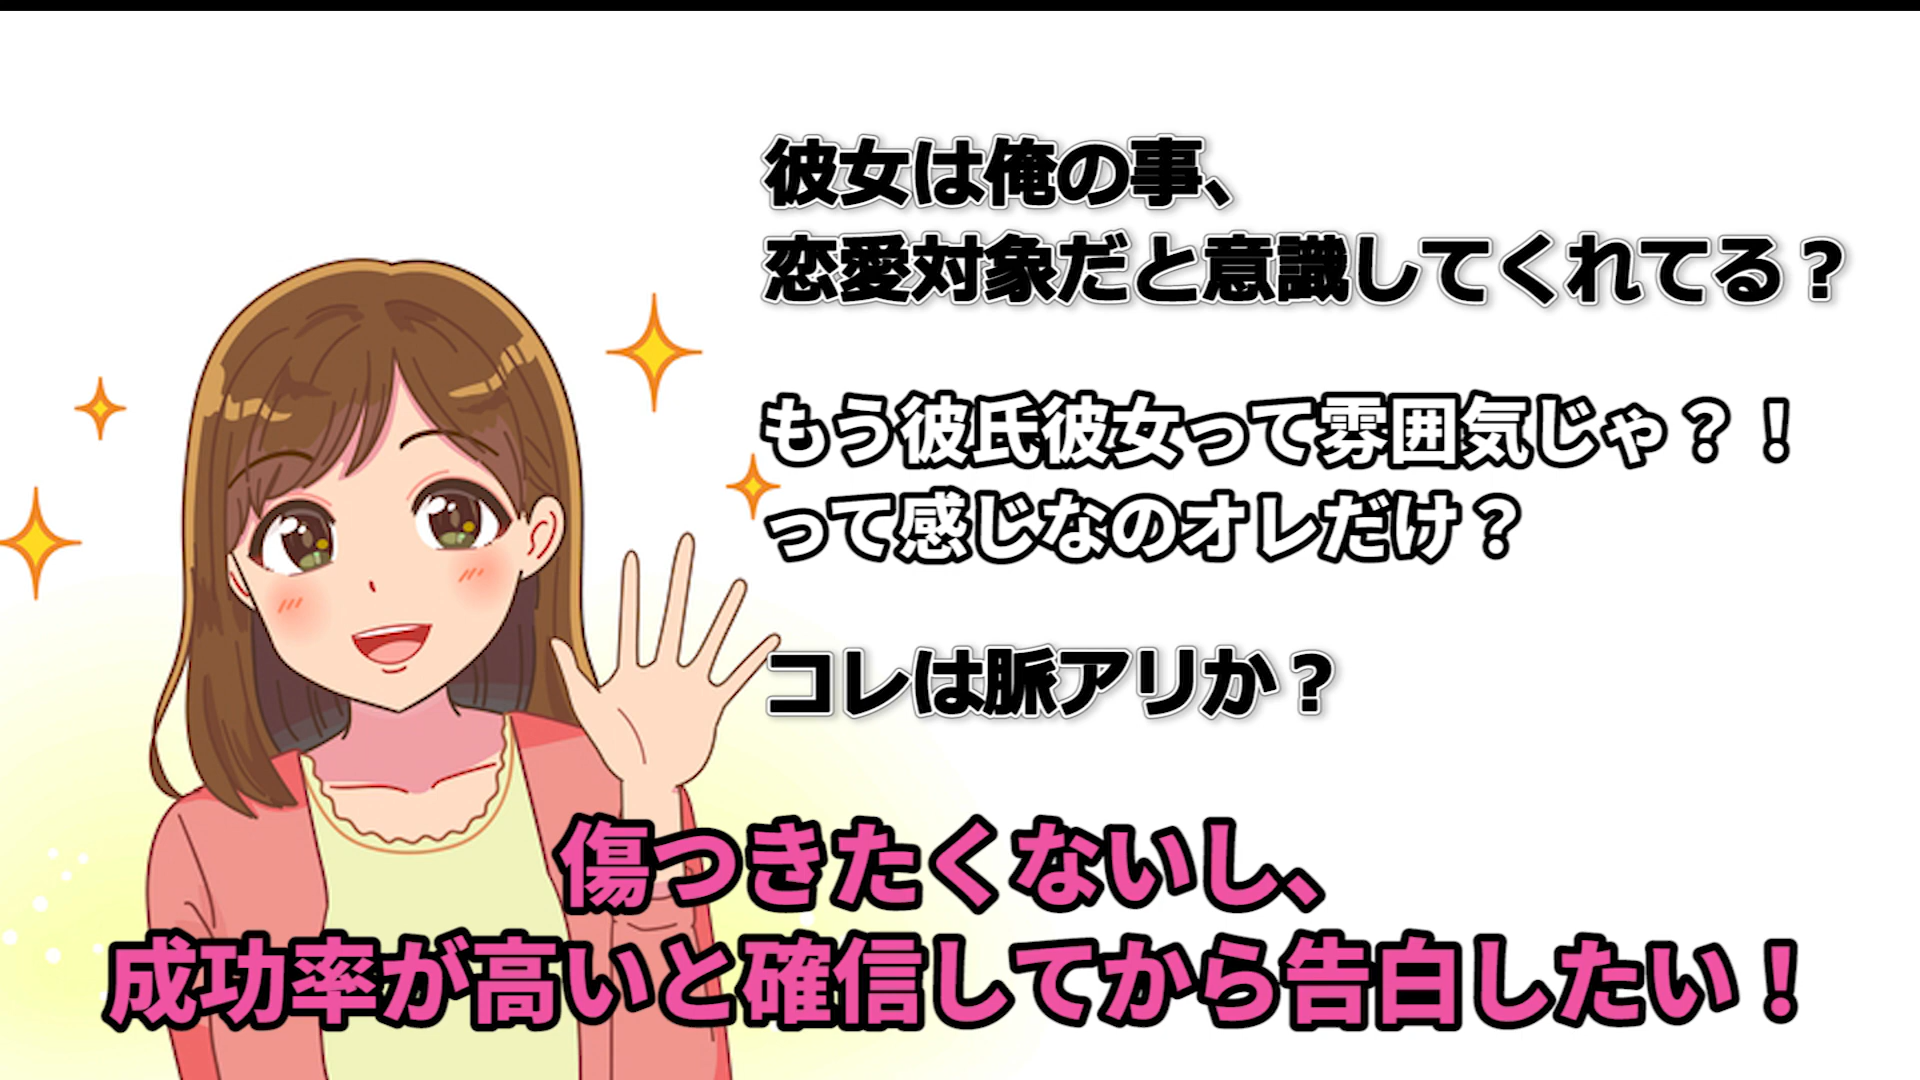 彼女は俺の事、
恋愛対象だと意識してくれてる？
もう彼氏彼女って雰囲気じゃ？！
って感じなのオレだけ？
コレは脈アリか？
傷つきたくないし、
成功率が高いと確信してから告白したい！